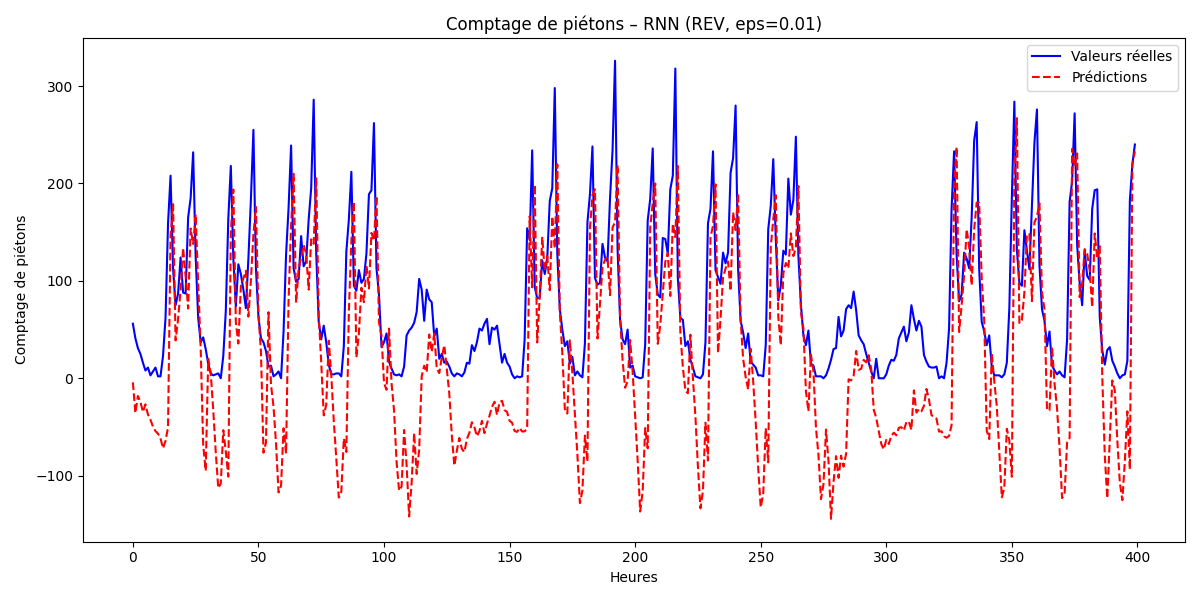 Comptage de piétons – RNN (REV, eps=0.01)
Valeurs réelles
Prédictions
Comptage de piétons
300
200
100
0
−100
0 50 100 150 200 250 300 350 400
Heures